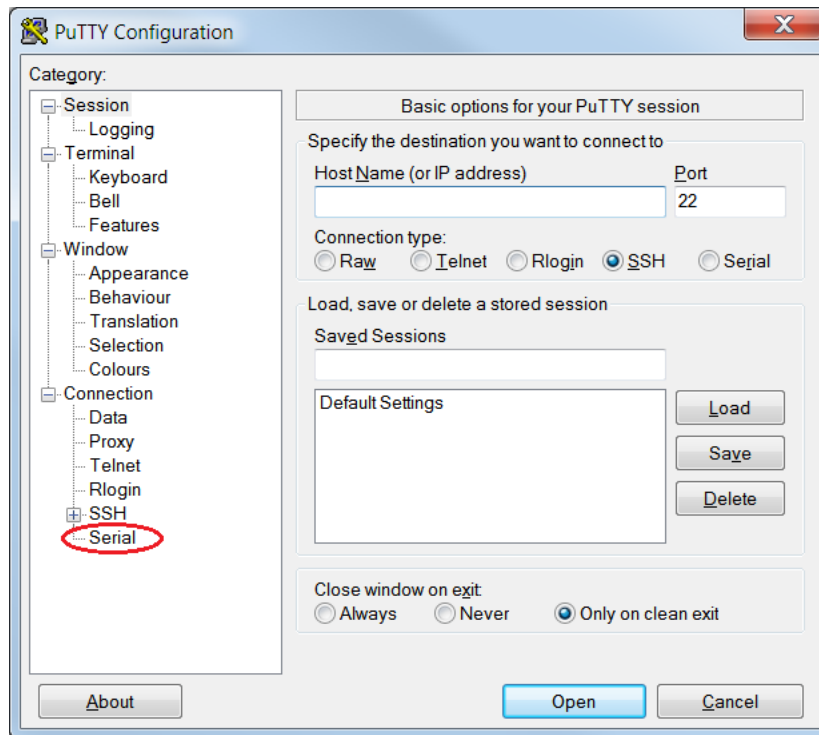 PuTTY Configuration
Category:
Session
Logging
Terminal
Keyboard
Bell
Features
Window
Appearance
Behaviour
Translation
Selection
Colours
Connection
Data
Proxy
Telnet
Rlogin
SSH
Serial
Basic options for your PuTTY session
Specify the destination you want to connect to
Host Name (or IP address) Port
22
Connection type:
Raw Telnet Rlogin SSH Serial
Load, save or delete a stored session
Saved Sessions
Default Settings
Load
Save
Delete
Close window on exit:
Always Never Only on clean exit
About Open Cancel